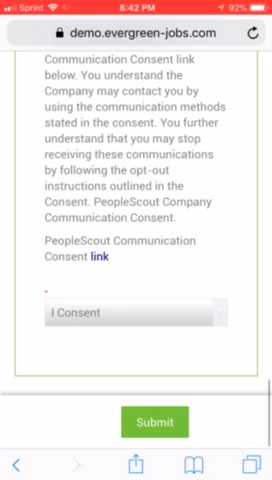 Sprint 8:42 PM 92%
demo.evergreen-jobs.com
Communication Consent link
below. You understand the
Company may contact you by
using the communication methods
stated in the consent. You further
understand that you may stop
receiving these communications
by following the opt-out
instructions outlined in the
Consent. PeopleScout Company
Communication Consent.
PeopleScout Communication
Consent link
*
I Consent
Submit